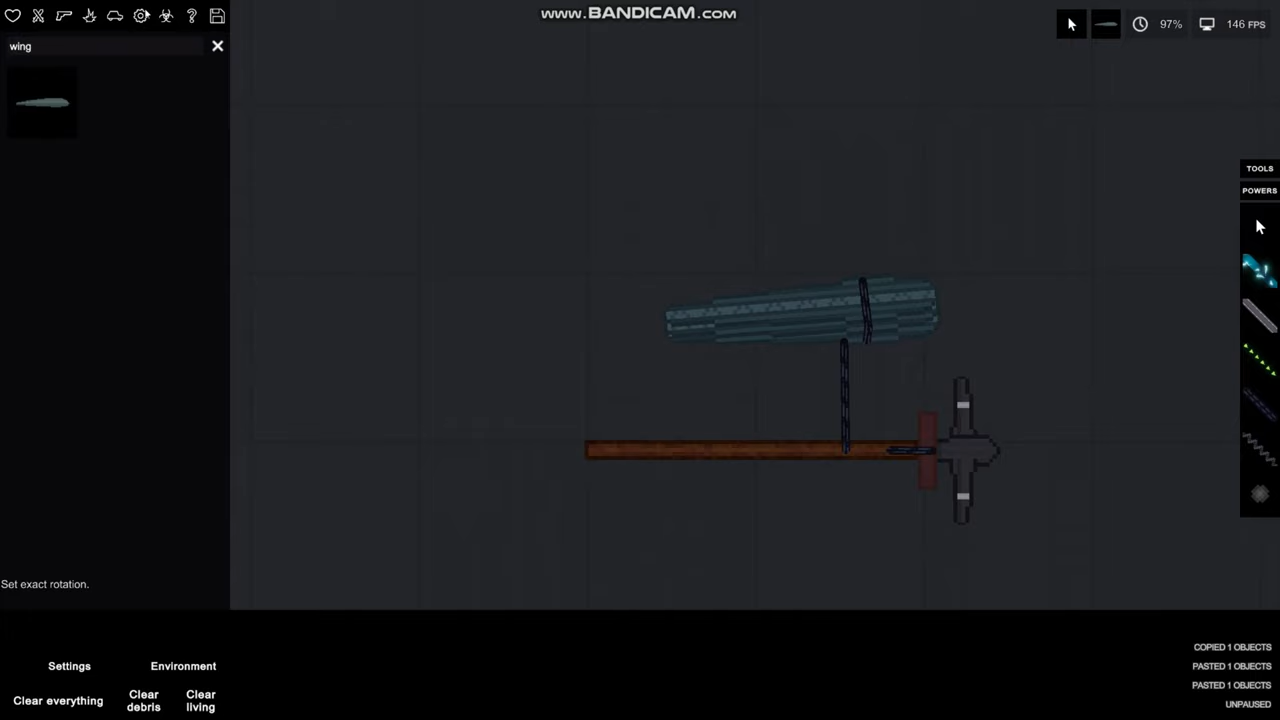 www.BANDICAM.com
97%
146 FPS
wing
TOOLS
POWERS
Set exact rotation.
Settings
Environment
Clear everything
Clear debris
Clear living
COPIED 1 OBJECTS
PASTED 1 OBJECTS
PASTED 1 OBJECTS
UNPAUSED